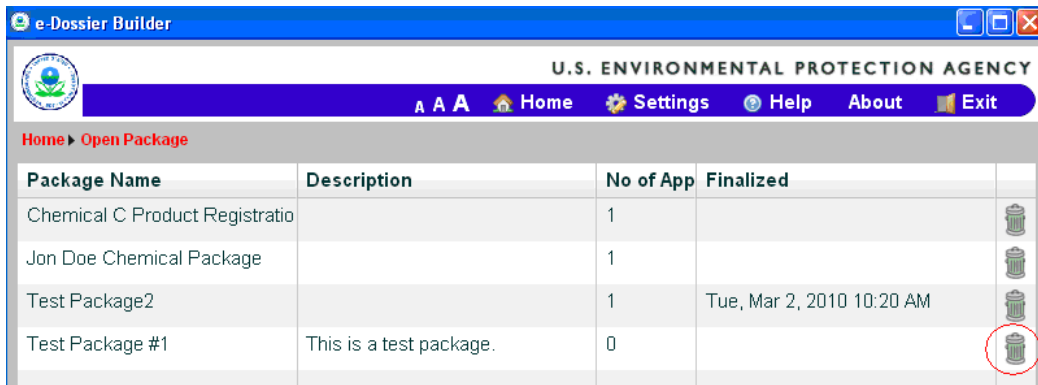 e-Dossier Builder
U.S. ENVIRONMENTAL PROTECTION AGENCY
A A A Home Settings Help About Exit
Home Open Package
Package Name Description No of App Finalized
Chemical C Product Registratio 1
Jon Doe Chemical Package 1
Test Package2 1 Tue, Mar 2, 2010 10:20 AM
Test Package #1 This is a test package. 0